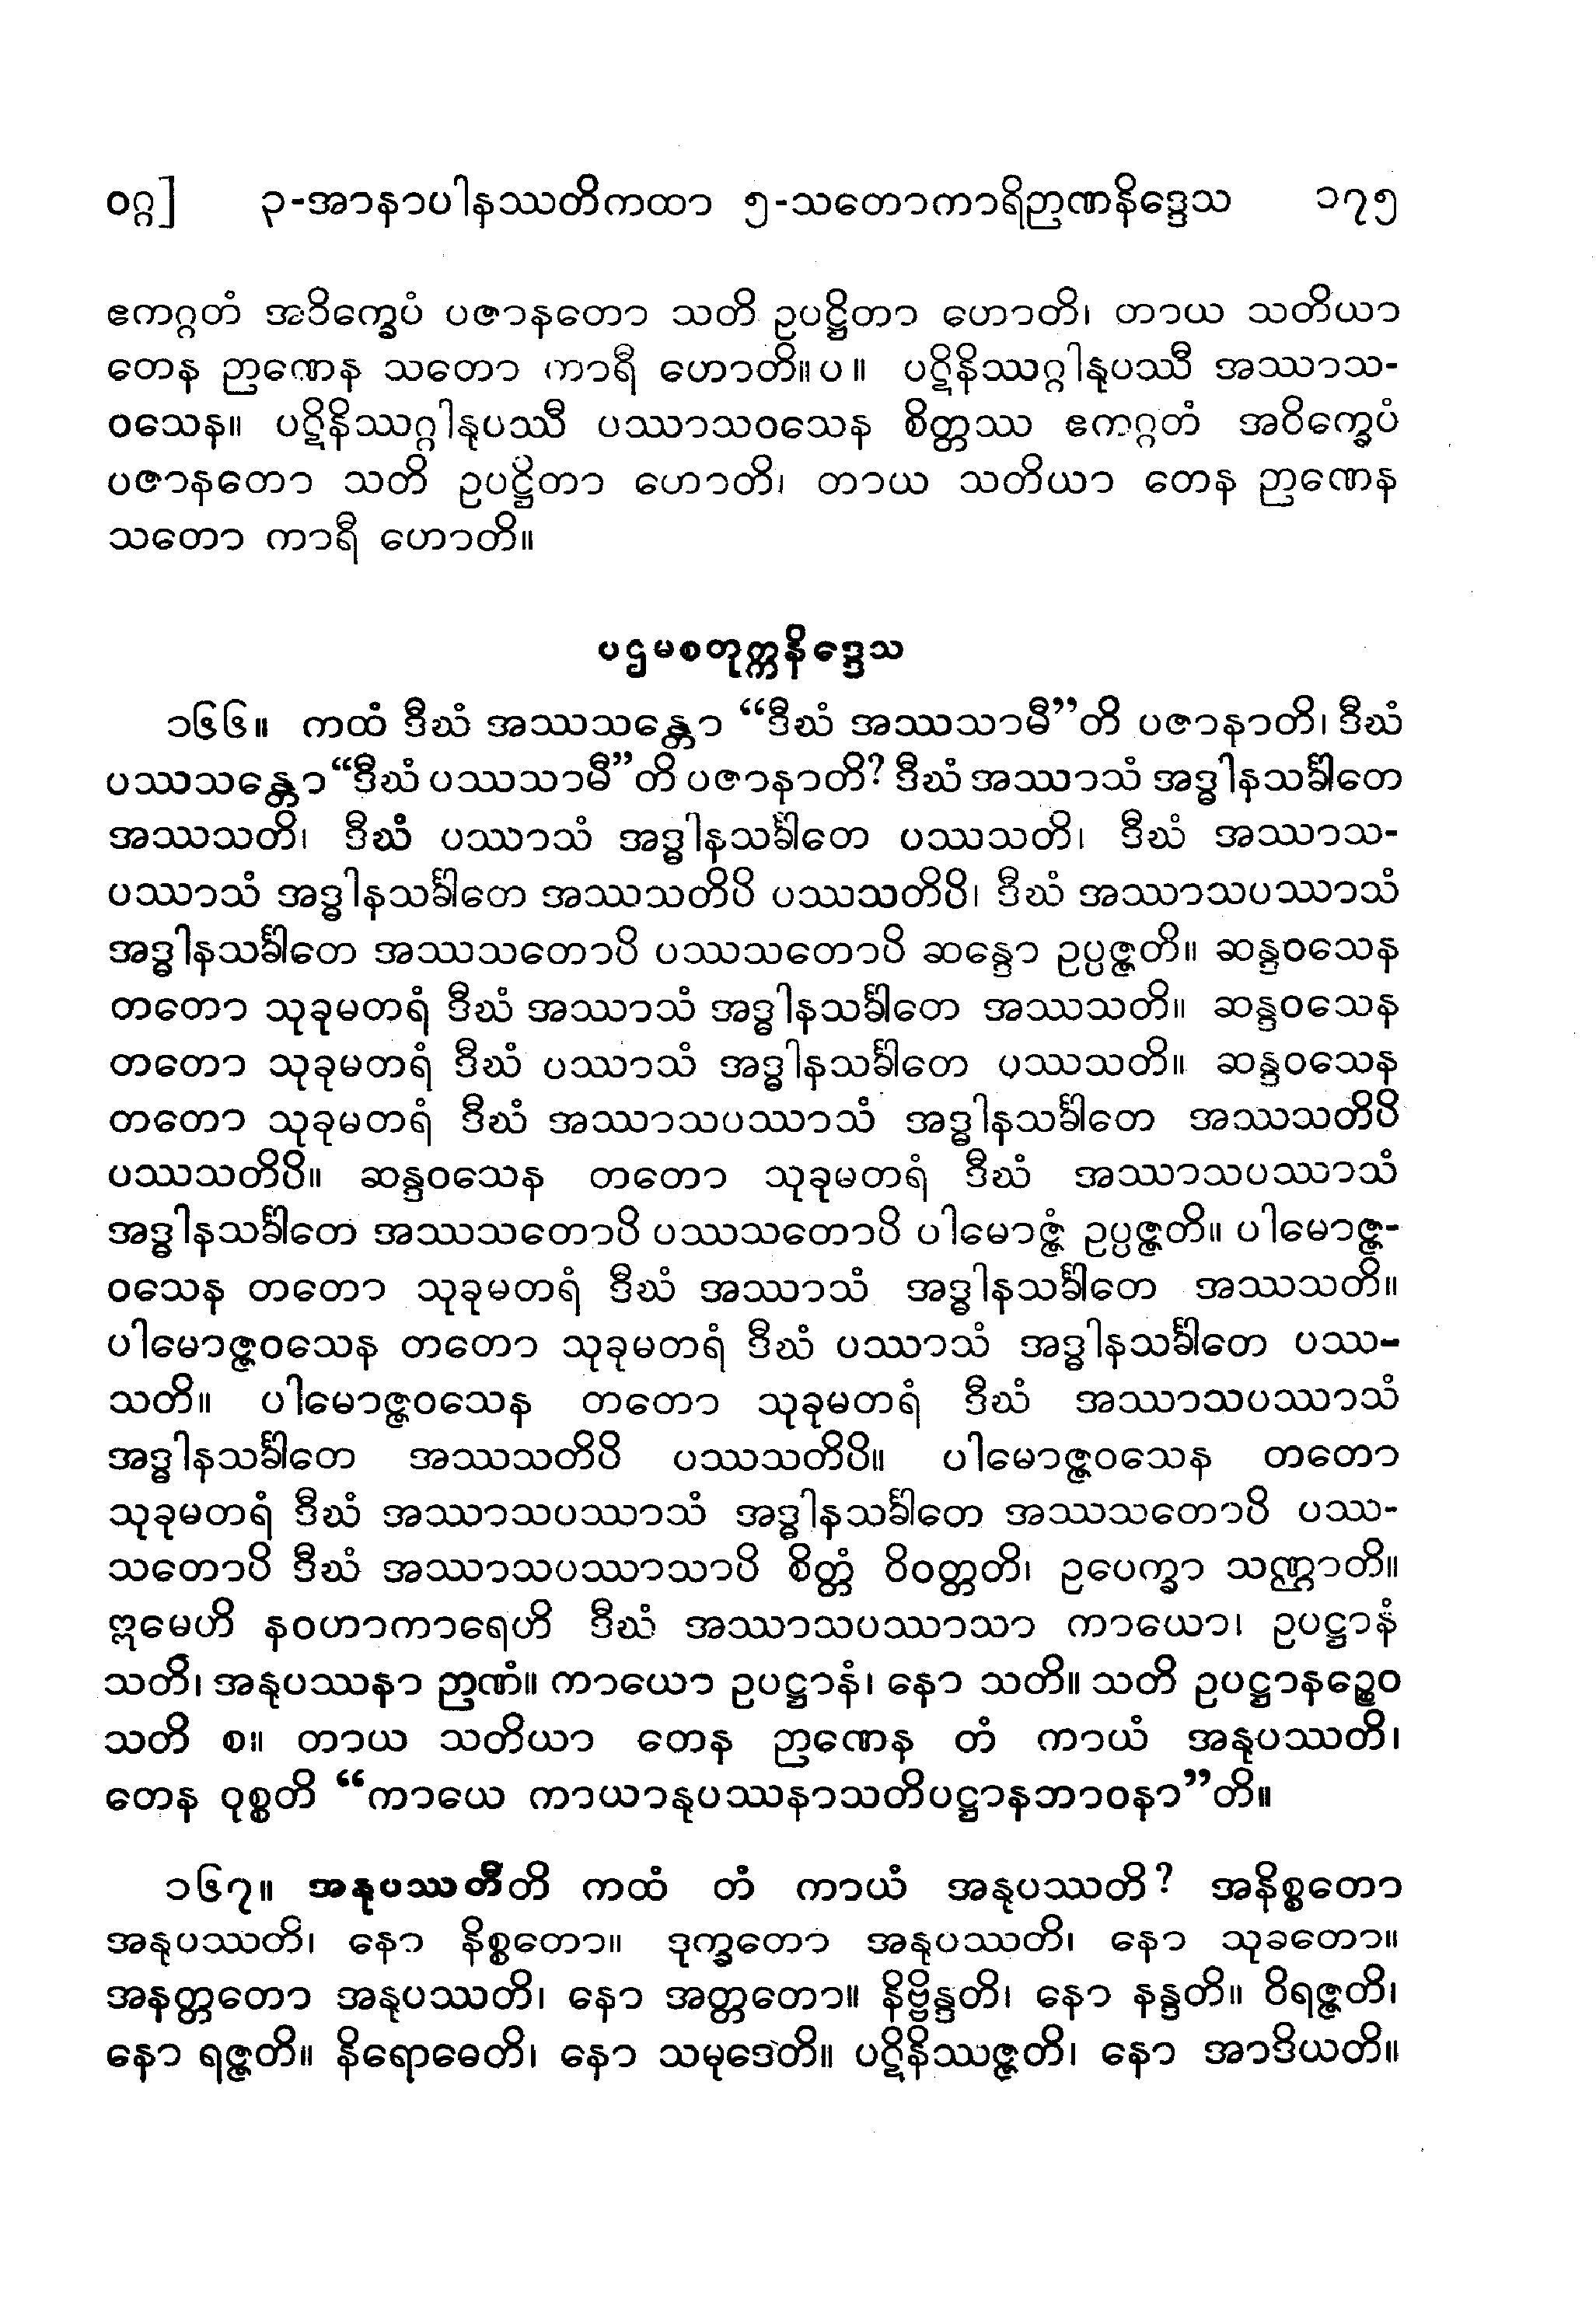 ဝဂ္ဂ] ၃-အာနာပါနဿတိကထာ ၅-သတောကာရိဉာဏနိဒ္ဒေသ ၁၇၅
ဧကဂ္ဂတံ အဝိက္ခေပံ ပဇာနတော သတိ ဥပဋ္ဌိတာ ဟောတိ၊ တာယ သတိယာ
တေန ဉာဏေန သတော ကာရီ ဟောတိ။ပ။ ပဋိနိဿဂ္ဂါနုပဿီ အဿာသ-
ဝသေန။ ပဋိနိဿဂ္ဂါနုပဿီ ပဿာသဝသေန စိတ္တဿ ဧကဂ္ဂတံ အဝိက္ခေပံ
ပဇာနတော သတိ ဥပဋ္ဌိတာ ဟောတိ၊ တာယ သတိယာ တေန ဉာဏေန
သတော ကာရီ ဟောတိ။
ပဌမစတုက္ကနိဒ္ဒေသ
၁၆၆။ ကထံ ဒီဃံ အဿသန္တော “ဒီဃံ အဿသာမီ”တိ ပဇာနာတိ၊ ဒီဃံ
ပဿသန္တော“ဒီဃံ ပဿသာမီ”တိ ပဇာနာတိ? ဒီဃံ အဿာသံ အဒ္ဓါနသင်္ခါတေ
အဿသတိ၊ ဒီဃံ ပဿာသံ အဒ္ဓါနသင်္ခါတေ ပဿသတိ၊ ဒီဃံ အဿာသ-
ပဿာသံ အဒ္ဓါနသင်္ခါတေ အဿသတိပိ ပဿသတိပိ၊ ဒီဃံ အဿာသပဿာသံ
အဒ္ဓါနသင်္ခါတေ အဿသတောပိ ပဿသတောပိ ဆန္ဒော ဥပ္ပဇ္ဇတိ။ ဆန္ဒဝသေန
တတော သုခုမတရံ ဒီဃံ အဿာသံ အဒ္ဓါနသင်္ခါတေ အဿသတိ။ ဆန္ဒဝသေန
တတော သုခုမတရံ ဒီဃံ ပဿာသံ အဒ္ဓါနသင်္ခါတေ ပဿသတိ။ ဆန္ဒဝသေန
တတော သုခုမတရံ ဒီဃံ အဿာသပဿာသံ အဒ္ဓါနသင်္ခါတေ အဿသတိပိ
ပဿသတိပိ။ ဆန္ဒဝသေန တတော သုခုမတရံ ဒီဃံ အဿာသပဿာသံ
အဒ္ဓါနသင်္ခါတေ အဿသတောပိ ပဿသတောပိ ပါမောဇ္ဇံ ဥပ္ပဇ္ဇတိ။ ပါမောဇ္ဇ-
ဝသေန တတော သုခုမတရံ ဒီဃံ အဿာသံ အဒ္ဓါနသင်္ခါတေ အဿသတိ။
ပါမောဇ္ဇဝသေန တတော သုခုမတရံ ဒီဃံ ပဿာသံ အဒ္ဓါနသင်္ခါတေ ပဿ-
သတိ။ ပါမောဇ္ဇဝသေန တတော သုခုမတရံ ဒီဃံ အဿာသပဿာသံ
အဒ္ဓါနသင်္ခါတေ အဿသတိပိ ပဿသတိပိ။ ပါမောဇ္ဇဝသေန တတော
သုခုမတရံ ဒီဃံ အဿာသပဿာသံ အဒ္ဓါနသင်္ခါတေ အဿသတောပိ ပဿ-
သတောပိ ဒီဃံ အဿာသပဿာသာပိ စိတ္တံ ဝိဝတ္တတိ၊ ဥပေက္ခာ သဏ္ဌာတိ။
ဣမေဟိ နဝဟာကာရေဟိ ဒီဃံ အဿာသပဿာသာ ကာယော၊ ဥပဋ္ဌာနံ
သတိ၊ အနုပဿနာ ဉာဏံ။ ကာယော ဥပဋ္ဌာနံ၊ နော သတိ။ သတိ ဥပဋ္ဌာနဉ္စေဝ
သတိ စ။ တာယ သတိယာ တေန ဉာဏေန တံ ကာယံ အနုပဿတိ၊
တေန ဝုစ္စတိ “ကာယေ ကာယာနုပဿနာသတိပဋ္ဌာနဘာဝနာ”တိ။
၁၆၇။ အနုပဿတီတိ ကထံ တံ ကာယံ အနုပဿတိ? အနိစ္စတော
အနုပဿတိ၊ နော နိစ္စတော။ ဒုက္ခတော အနုပဿတိ၊ နော သုခတော။
အနတ္တတော အနုပဿတိ၊ နော အတ္တတော။ နိဗ္ဗိန္ဒတိ၊ နော နန္ဒတိ။ ဝိရဇ္ဇတိ၊
နော ရဇ္ဇတိ။ နိရောဓေတိ၊ နော သမုဒေတိ။ ပဋိနိဿဇ္ဇတိ၊ နော အာဒိယတိ။